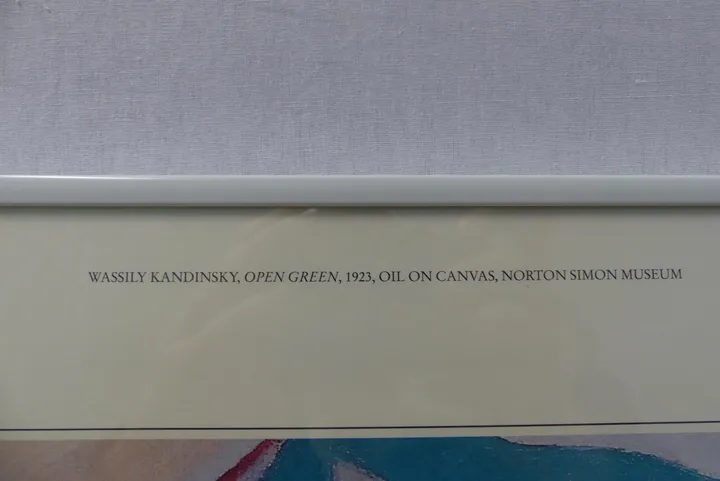 WASSILY KANDINSKY, OPEN GREEN, 1923, OIL ON CANVAS, NORTON SIMON MUSEUM